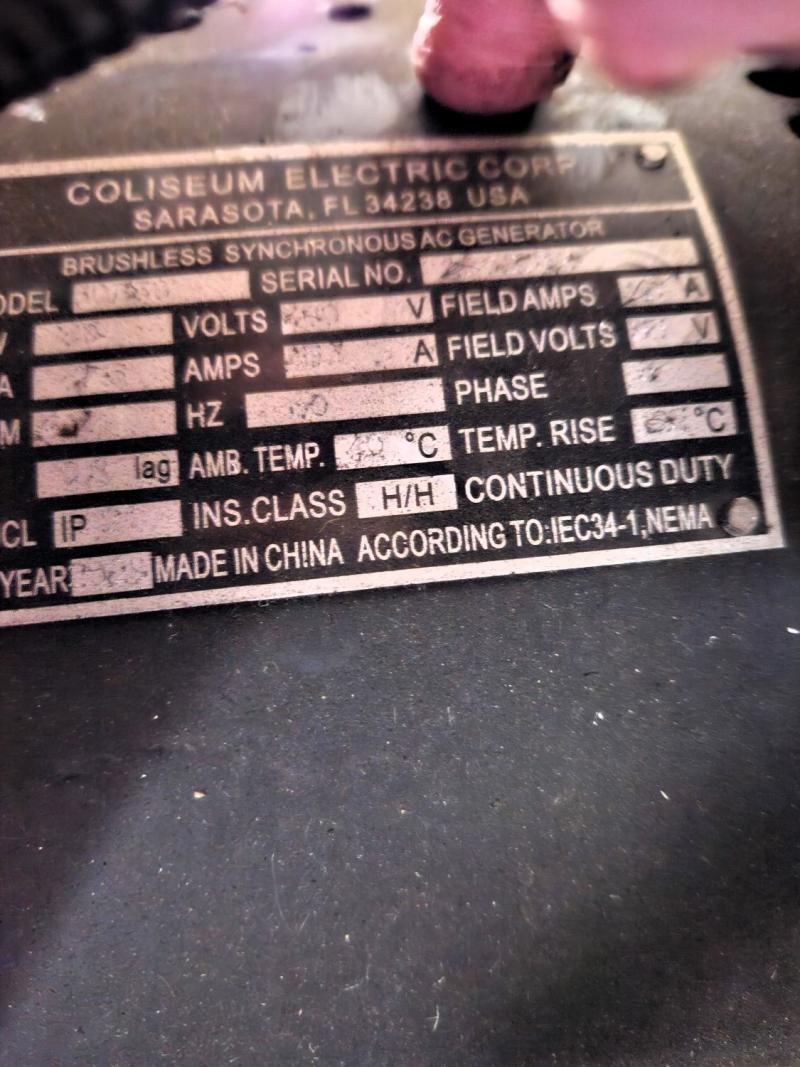 COLISEUM ELECTRIC CORP
SARASOTA, FL 34238 USA
BRUSHLESS SYNCHRONOUS AC GENERATOR
ODEL SERIAL NO.
VOLTS V FIELD AMPS A
A AMPS A FIELD VOLTS V
M HZ PHASE
lag AMB. TEMP. °C TEMP. RISE °C
CL IP INS.CLASS H/H CONTINUOUS DUTY
YEAR MADE IN CHINA ACCORDING TO:IEC34-1,NEMA